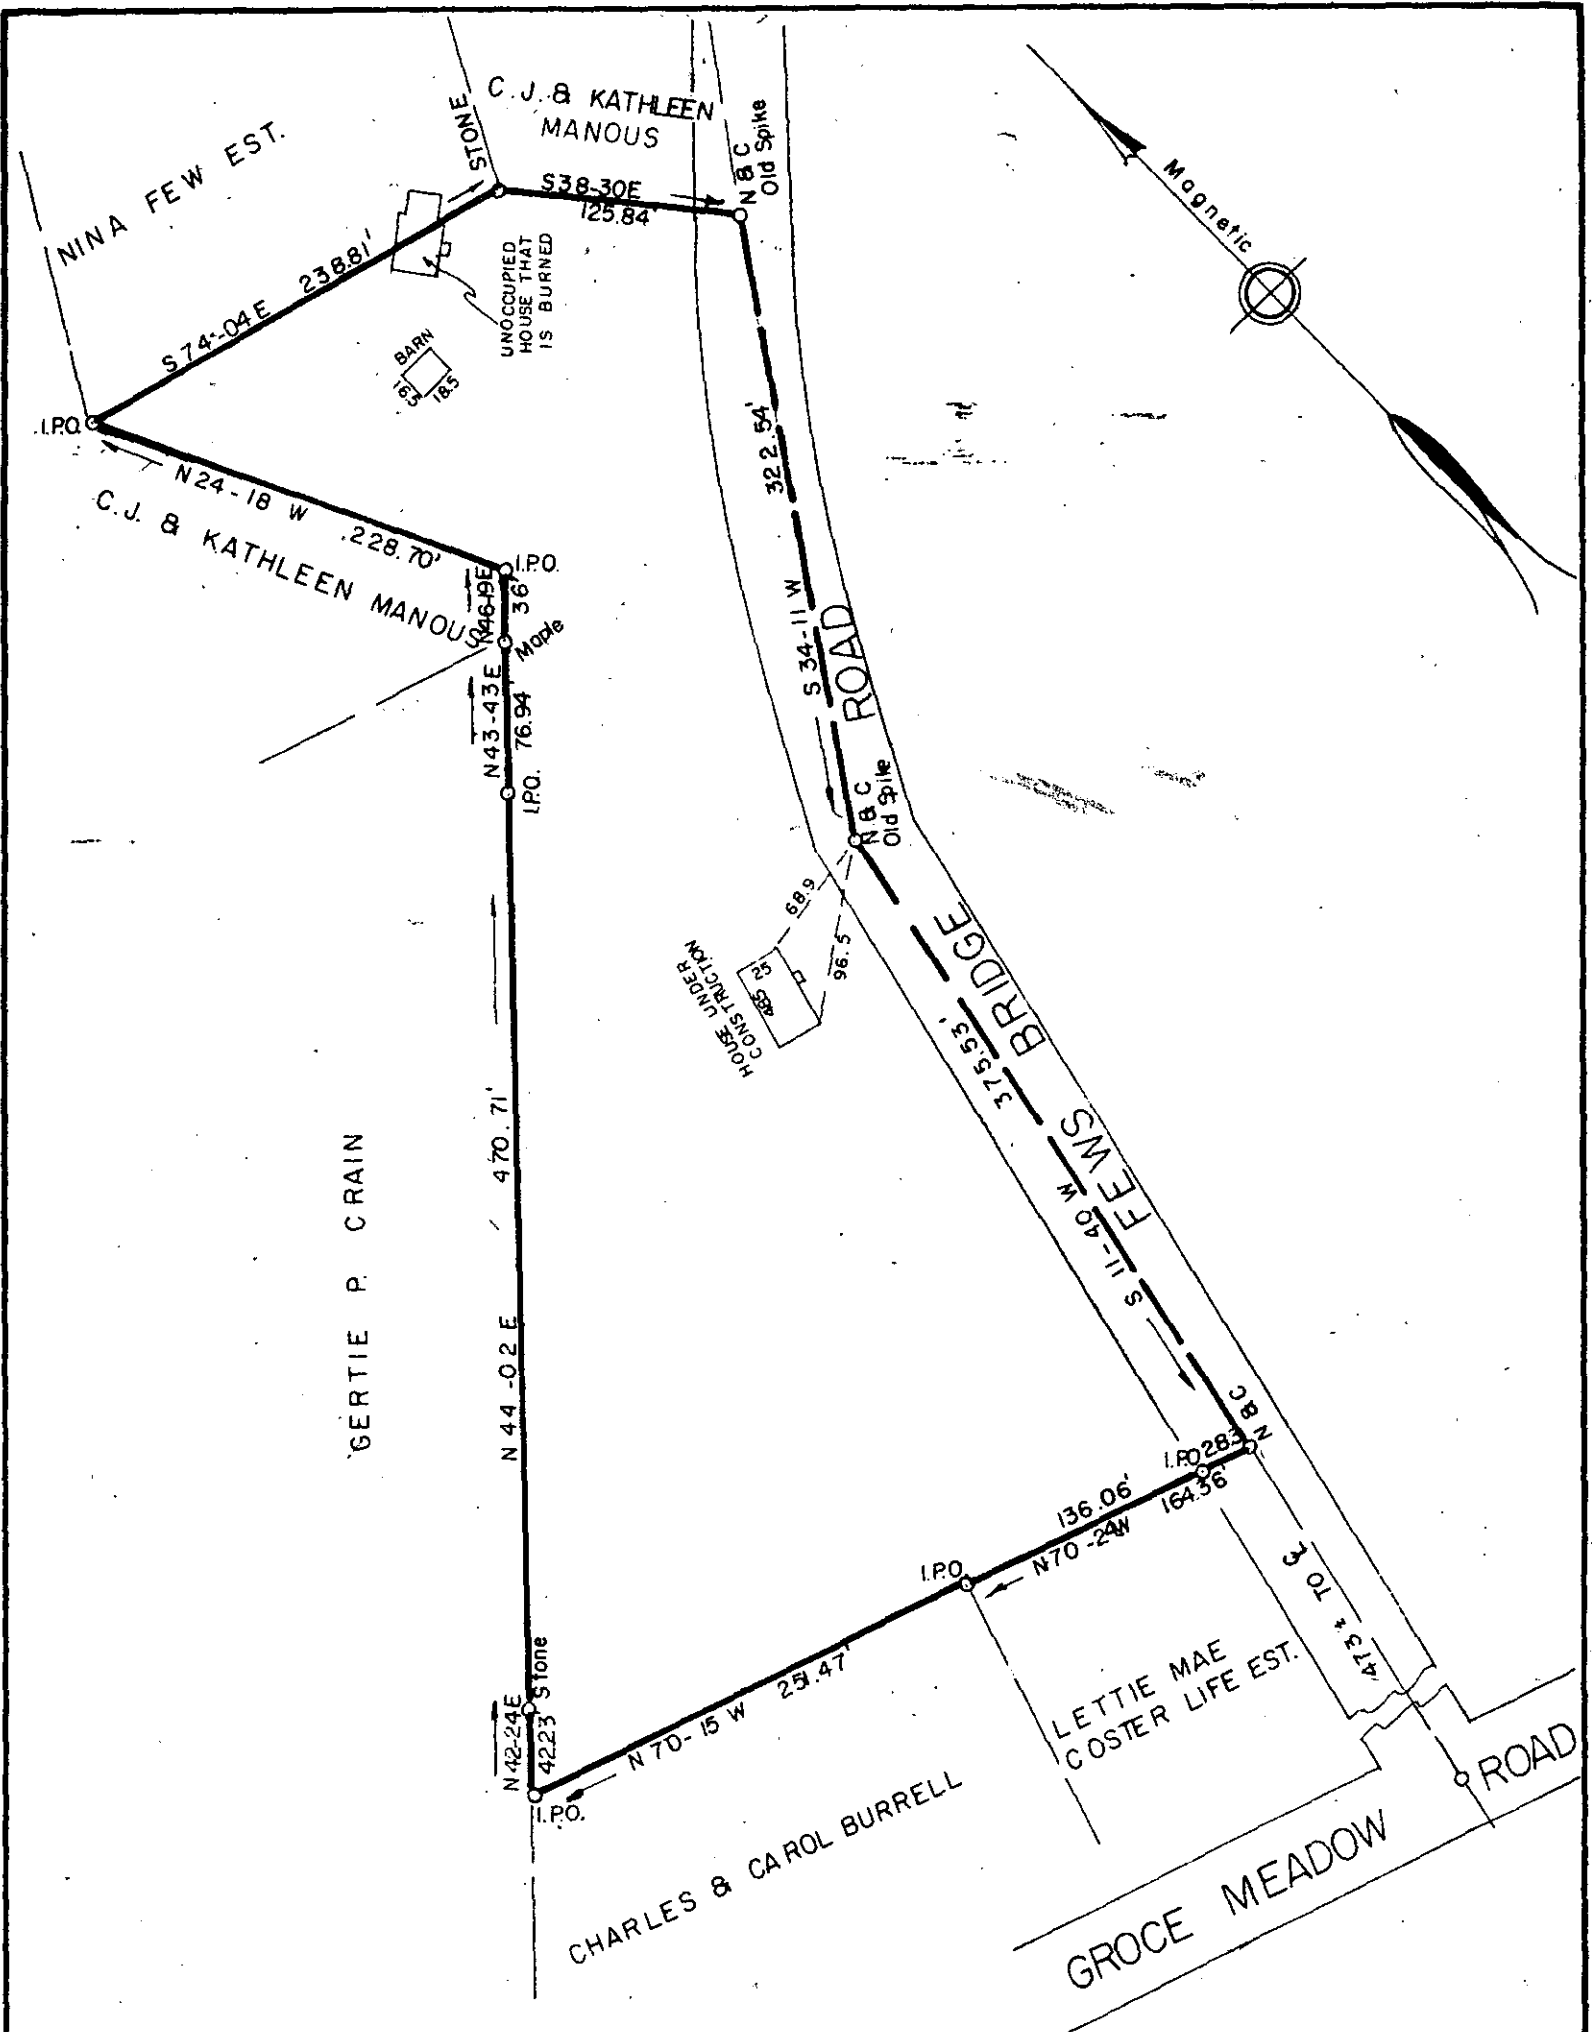 C. J. & KATHLEEN
MANOUS
NINA FEW EST.
STONE
N & C
Old Spike
S38-30E
125.84'
Magnetic
S 74-04 E 238.81'
UNOCCUPIED
HOUSE THAT
IS BURNED
BARN
16.5
18.5
I.P.O.
N 24-18 W 228.70'
C.J. & KATHLEEN MANOUS
I.P.O.
N46-19E
36'
Maple
N43-43E
76.94'
I.P.O.
322.54'
S 34-11 W
N & C
Old Spike
68.9
96.5
25
48.5
HOUSE UNDER
CONSTRUCTION
FEWS BRIDGE ROAD
375.53'
S 11-40 W
470.71'
N 44-02 E
GERTIE P. CRAIN
N & C
I.P.O.
28.3
136.06'
164.36'
N 70-24 W
I.P.O.
Stone
N 42-24E
42.23
N 70-15 W 251.47'
I.P.O.
LETTIE MAE
COSTER LIFE EST.
473± TO
CHARLES & CAROL BURRELL
GROCE MEADOW ROAD